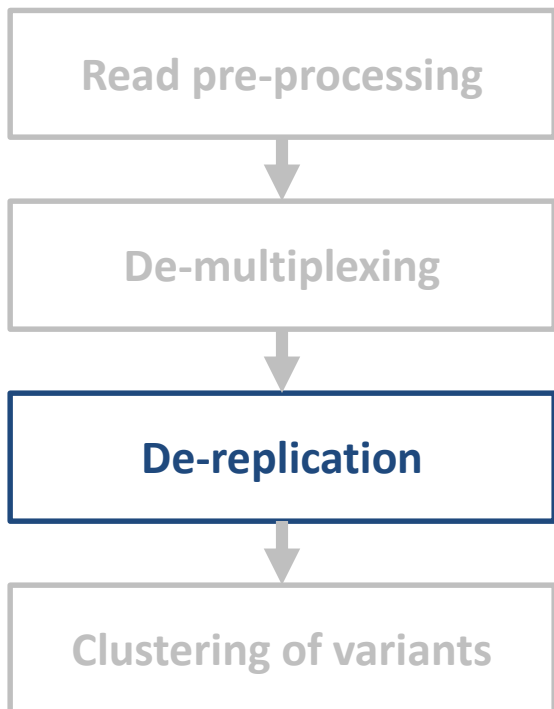 Read pre-processing
De-multiplexing
De-replication
Clustering of variants